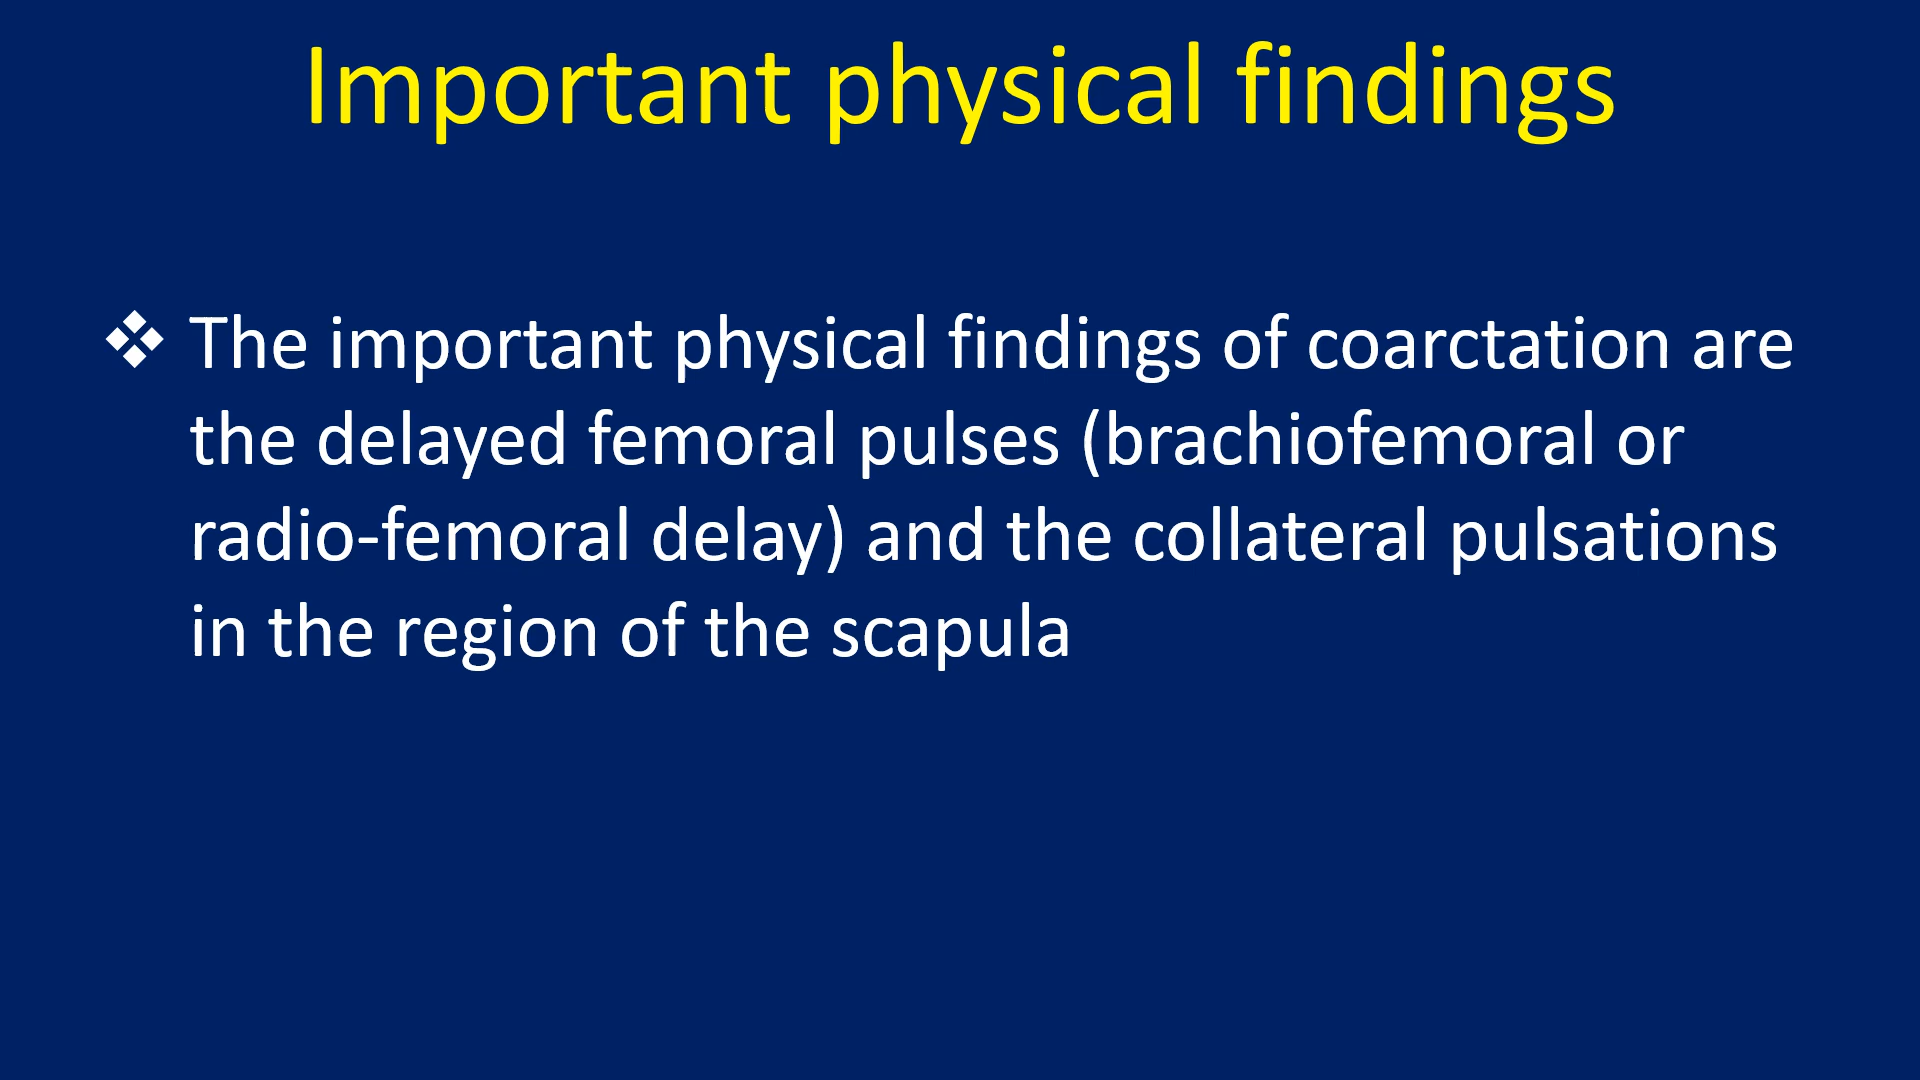 Important physical findings
❖ The important physical findings of coarctation are
the delayed femoral pulses (brachiofemoral or
radio-femoral delay) and the collateral pulsations
in the region of the scapula